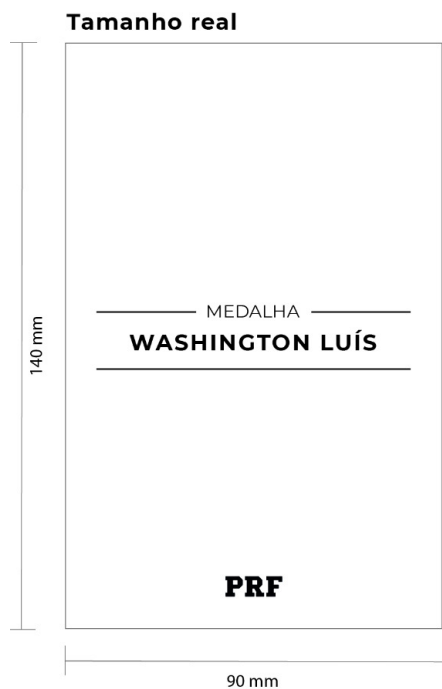 Tamanho real
140 mm
MEDALHA
WASHINGTON LUÍS
PRF
90 mm